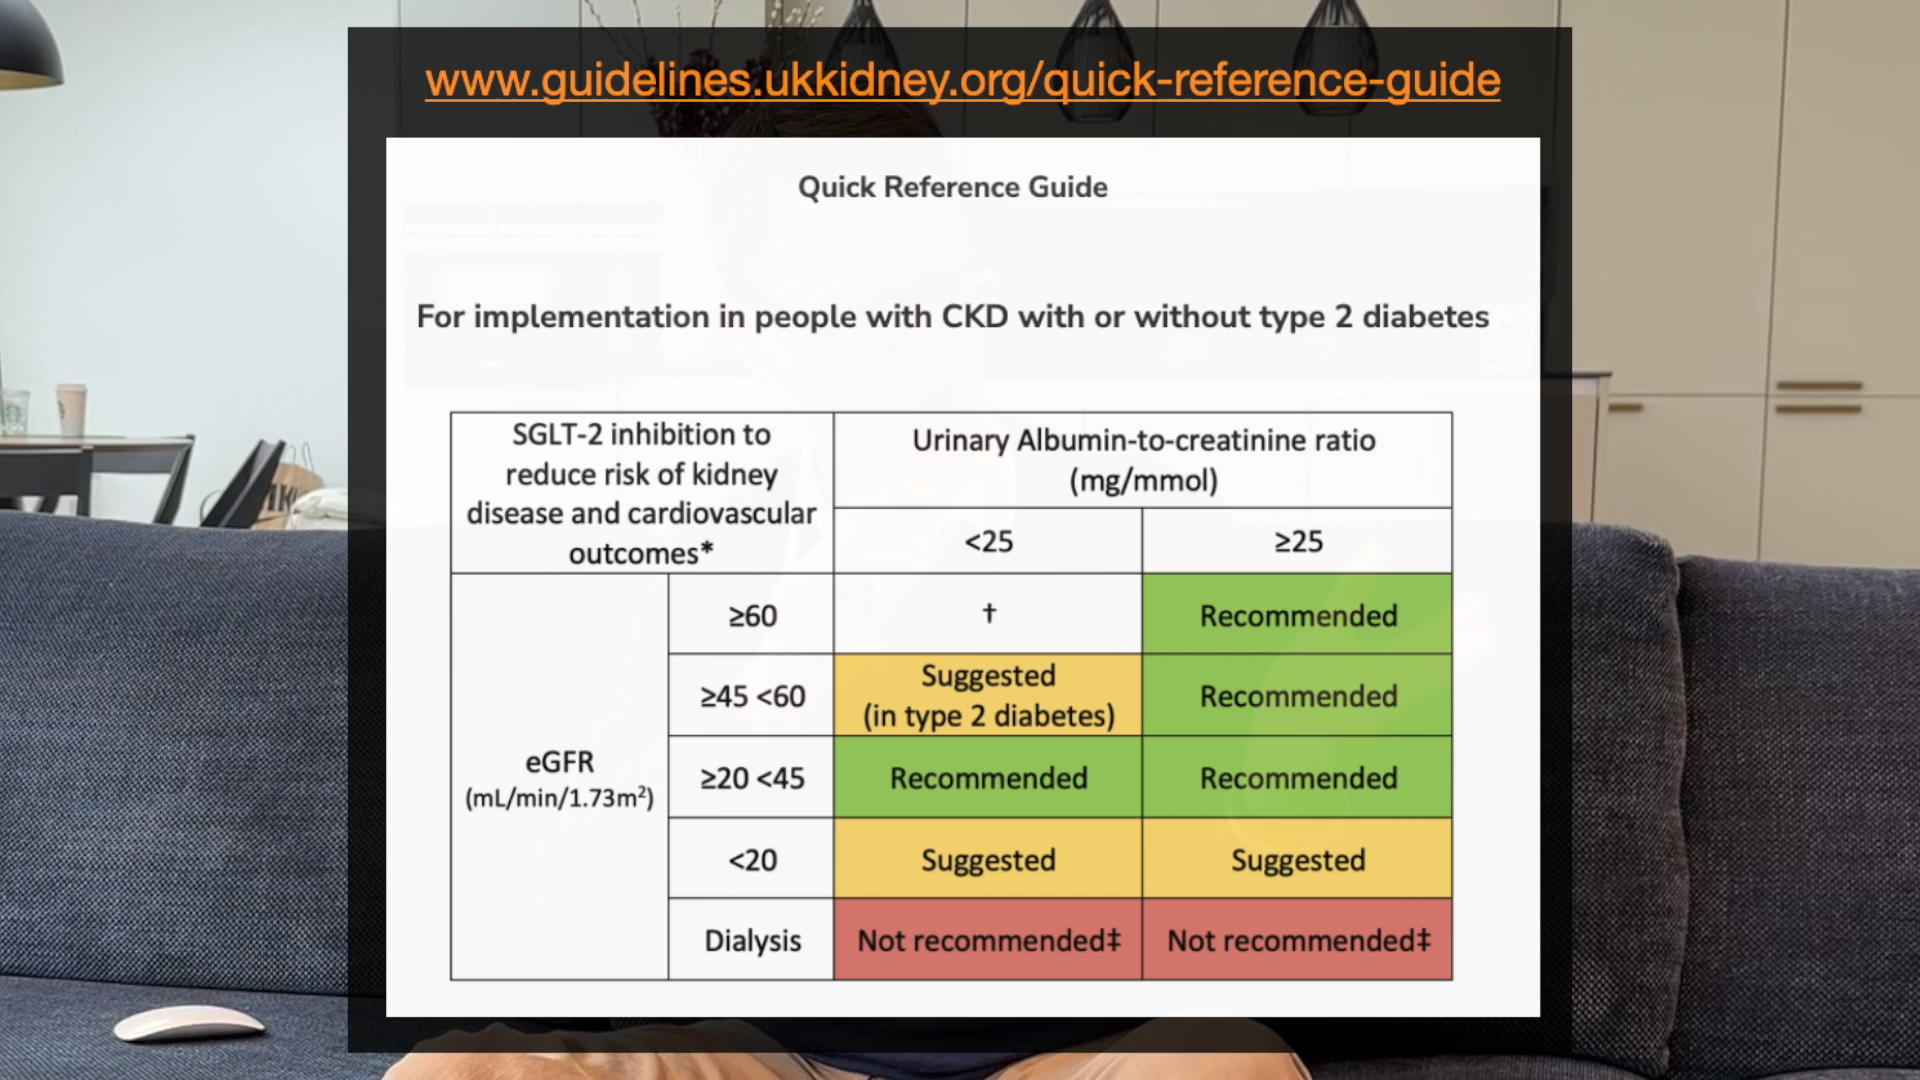 www.guidelines.ukkidney.org/quick-reference-guide
Quick Reference Guide
For implementation in people with CKD with or without type 2 diabetes
SGLT-2 inhibition to
reduce risk of kidney
disease and cardiovascular
outcomes*
Urinary Albumin-to-creatinine ratio
(mg/mmol)
<25
≥25
eGFR
(mL/min/1.73m²)
≥60
†
Recommended
≥45 <60
Suggested
(in type 2 diabetes)
Recommended
≥20 <45
Recommended
Recommended
<20
Suggested
Suggested
Dialysis
Not recommended‡
Not recommended‡